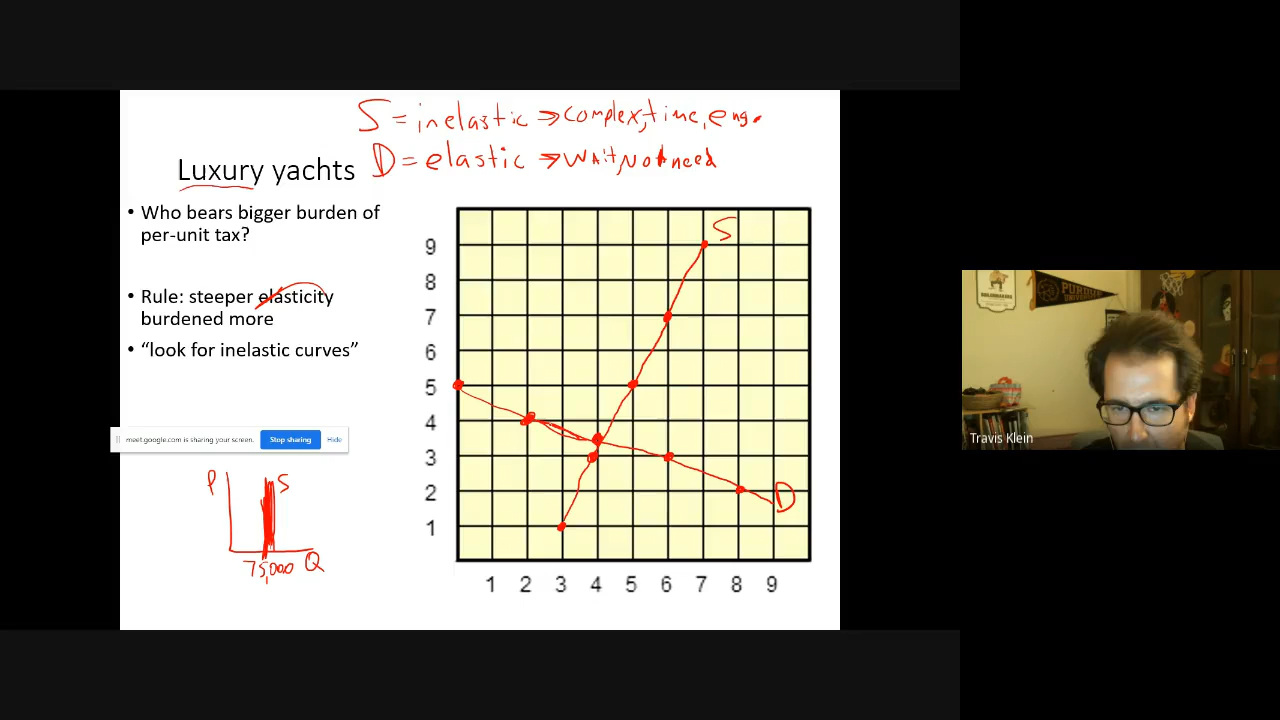 S = inelastic ⇒ complex, time, eng.
D = elastic ⇒ wait, not need
Luxury yachts
• Who bears bigger burden of
per-unit tax?
• Rule: steeper elasticity
burdened more
• “look for inelastic curves”
meet.google.com is sharing your screen. Stop sharing Hide
P S
75,000 Q
S
9
8
7
6
5
4
3
2
1
D
1 2 3 4 5 6 7 8 9
PURDUE
Travis Klein